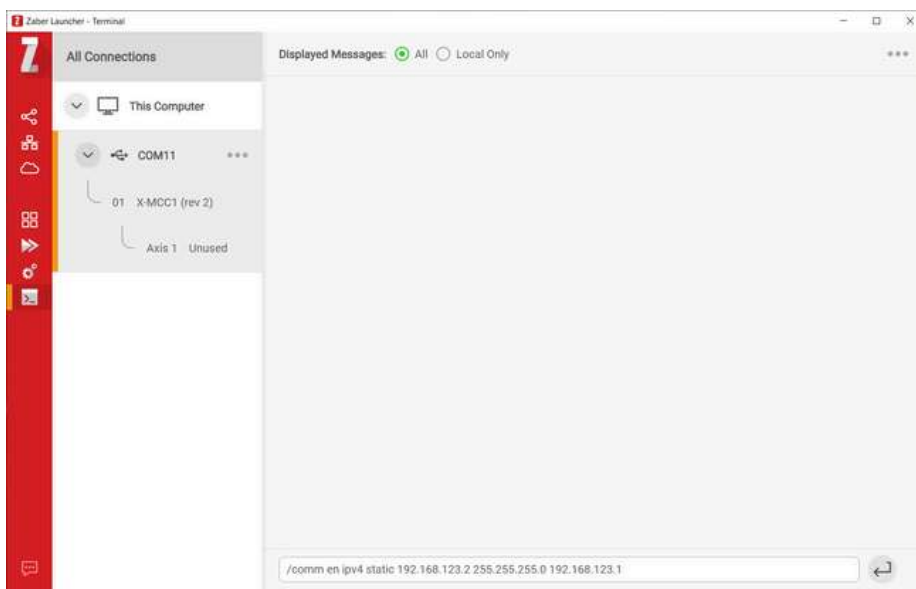 Zaber Launcher - Terminal
Z
All Connections
Displayed Messages: All Local Only
This Computer
COM11
01 X-MCC1 (rev 2)
Axis 1 Unused
/comm en ipv4 static 192.168.123.2 255.255.255.0 192.168.123.1